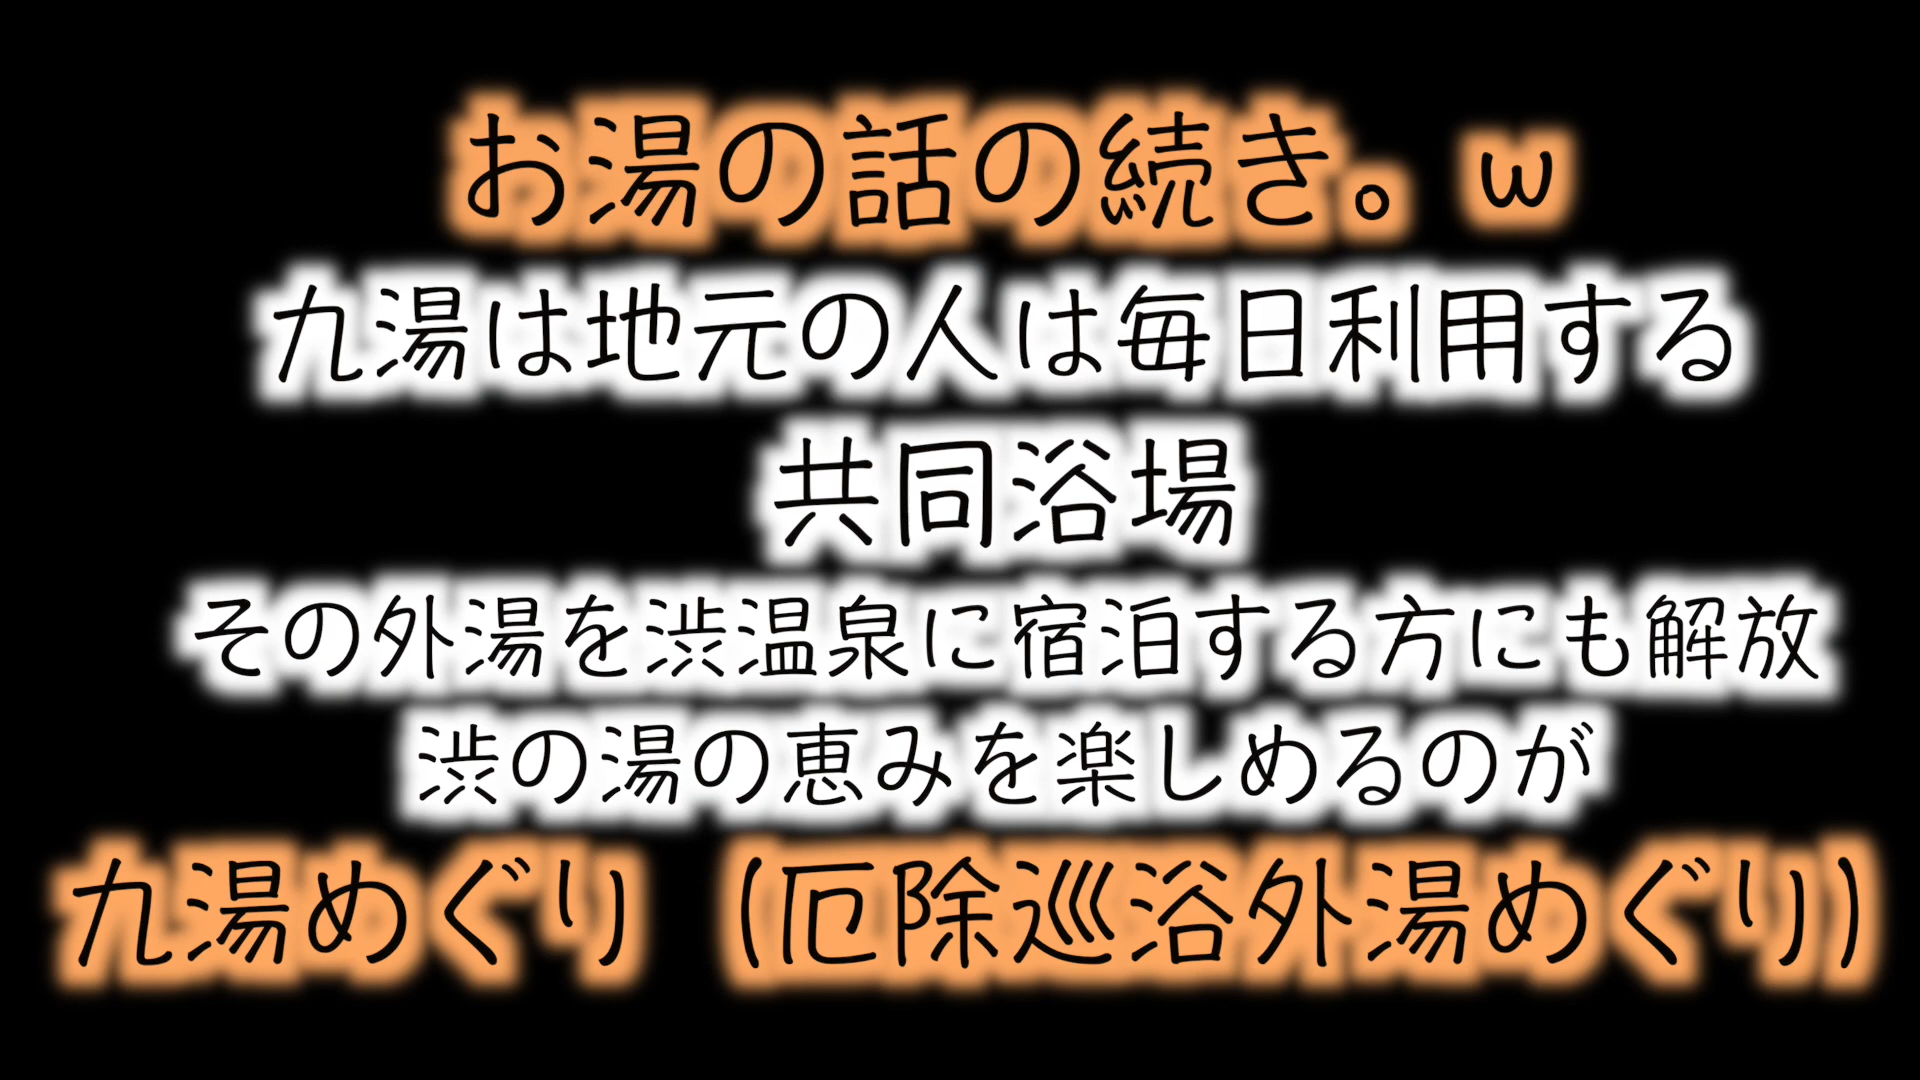 お湯の話の続き。w
九湯は地元の人は毎日利用する
共同浴場
その外湯を渋温泉に宿泊する方にも解放
渋の湯の恵みを楽しめるのが
九湯めぐり（厄除巡浴外湯めぐり）